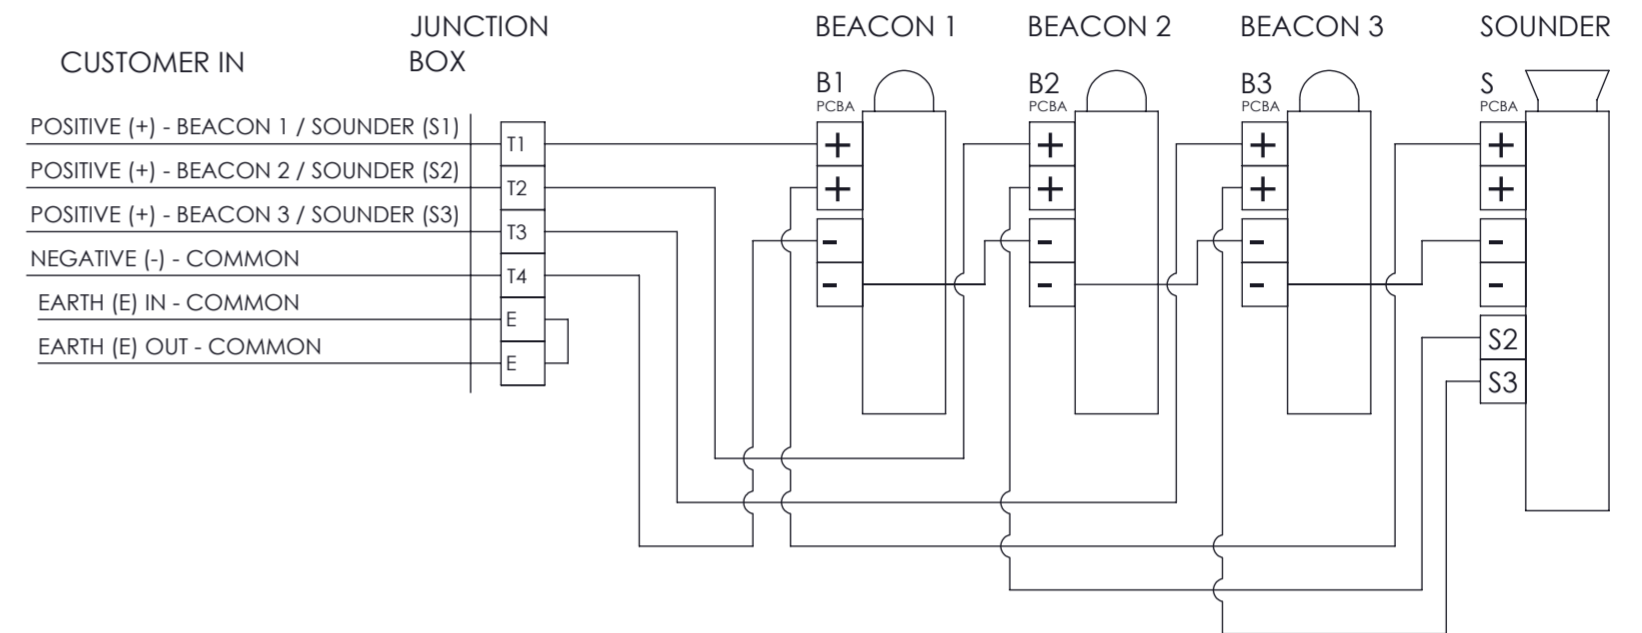 JUNCTION
BOX
BEACON 1
BEACON 2
BEACON 3
SOUNDER
CUSTOMER IN
B1
PCBA
B2
PCBA
B3
PCBA
S
PCBA
POSITIVE (+) - BEACON 1 / SOUNDER (S1)
POSITIVE (+) - BEACON 2 / SOUNDER (S2)
POSITIVE (+) - BEACON 3 / SOUNDER (S3)
NEGATIVE (-) - COMMON
EARTH (E) IN - COMMON
EARTH (E) OUT - COMMON
T1
T2
T3
T4
E
E
+
+
-
-
+
+
-
-
+
+
-
-
+
+
-
-
S2
S3